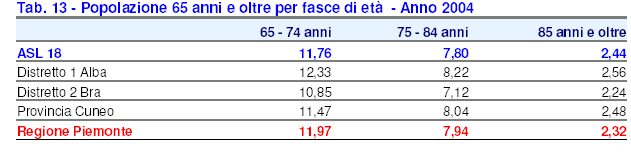 Tab. 13 - Popolazione 65 anni e oltre per fasce di età - Anno 2004
65 - 74 anni 75 - 84 anni 85 anni e oltre
ASL 18 11,76 7,80 2,44
Distretto 1 Alba 12,33 8,22 2,56
Distretto 2 Bra 10,85 7,12 2,24
Provincia Cuneo 11,47 8,04 2,48
Regione Piemonte 11,97 7,94 2,32